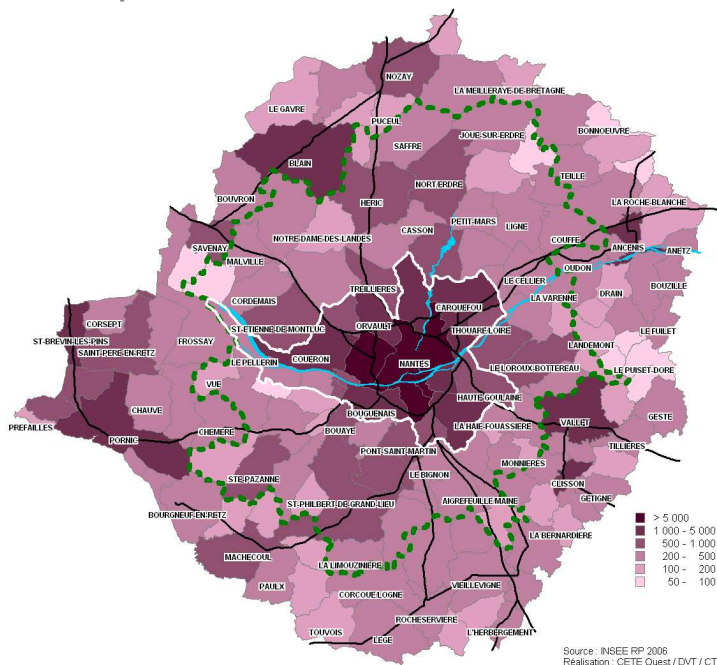 NOZAY
LA MEILLERAYE-DE-BRETAGNE
LE GAVRE
PUCEUL
BONNOEUVRE
JOUE-SUR-ERDRE
SAFFRE
BLAIN
TEILLE
NORT-ERDRE
BOUVRON
LA ROCHE-BLANCHE
HERIC
PETIT-MARS
LIGNE
CASSON
NOTRE-DAME-DES-LANDES
COUFFE
SAVENAY
ANCENIS
ANETZ
MALVILLE
OUDON
LE CELLIER
TREILLIERES
BOUZILLE
DRAIN
CORDEMAIS
LA VARENNE
CARQUEFOU
CORSEPT
ST-ETIENNE-DE-MONTLUC
ORVAULT
THOUARE-LOIRE
LE FUILET
ST-BREVIN-LES-PINS
FROSSAY
LANDEMONT
SAINT-PERE-EN-RETZ
COUERON
NANTES
LE PELLERIN
LE LOROUX-BOTTEREAU
LE PUISET-DORE
VUE
HAUTE-GOULAINE
CHAUVE
BOUGUENAIS
GESTE
PREFAILLES
VALLET
LA HAIE-FOUASSIERE
CHEMERE
BOUAYE
PORNIC
TILLIERES
PONT-SAINT-MARTIN
MONNIERES
LE BIGNON
CLISSON
STE-PAZANNE
GETIGNE
ST-PHILBERT-DE-GRAND-LIEU
AIGREFEUILLE-MAINE
BOURGNEUF-EN-RETZ
LA BERNARDIERE
MACHECOUL
LA LIMOUZINIERE
PAULX
VIEILLEVIGNE
CORCOUE-LOGNE
ROCHESERVIERE
TOUVOIS
L'HERBERGEMENT
LEGE
> 5 000
1 000 - 5 000
500 - 1 000
200 - 500
100 - 200
50 - 100
Source : INSEE RP 2006
Réalisation : CETE Ouest / DVT / CT